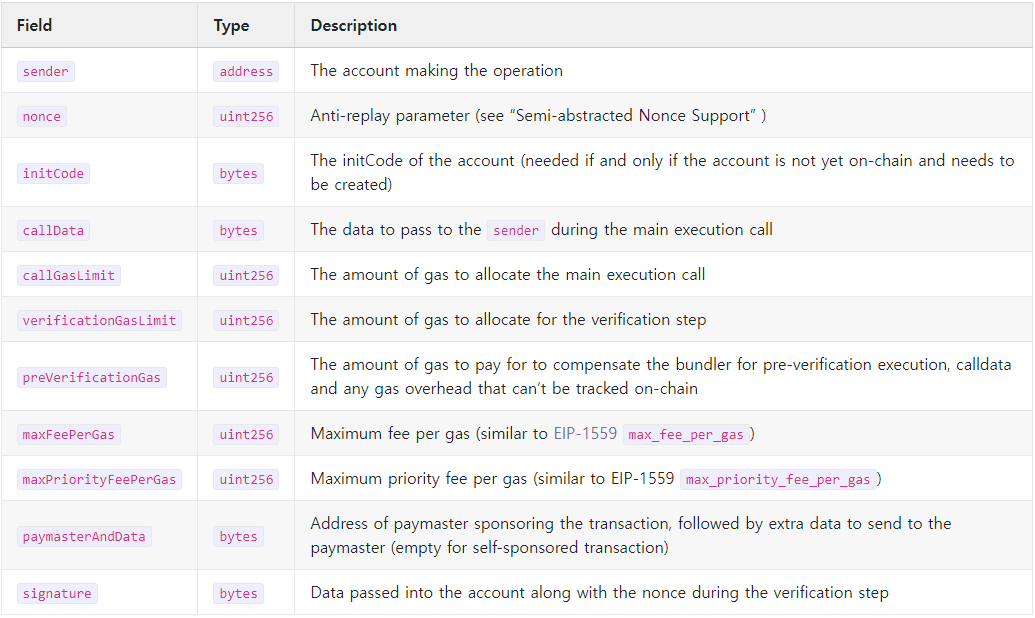 Field Type Description
sender address The account making the operation
nonce uint256 Anti-replay parameter (see “Semi-abstracted Nonce Support” )
initCode bytes The initCode of the account (needed if and only if the account is not yet on-chain and needs to
be created)
callData bytes The data to pass to the sender during the main execution call
callGasLimit uint256 The amount of gas to allocate the main execution call
verificationGasLimit uint256 The amount of gas to allocate for the verification step
preVerificationGas uint256 The amount of gas to pay for to compensate the bundler for pre-verification execution, calldata
and any gas overhead that can’t be tracked on-chain
maxFeePerGas uint256 Maximum fee per gas (similar to EIP-1559 max_fee_per_gas )
maxPriorityFeePerGas uint256 Maximum priority fee per gas (similar to EIP-1559 max_priority_fee_per_gas )
paymasterAndData bytes Address of paymaster sponsoring the transaction, followed by extra data to send to the
paymaster (empty for self-sponsored transaction)
signature bytes Data passed into the account along with the nonce during the verification step